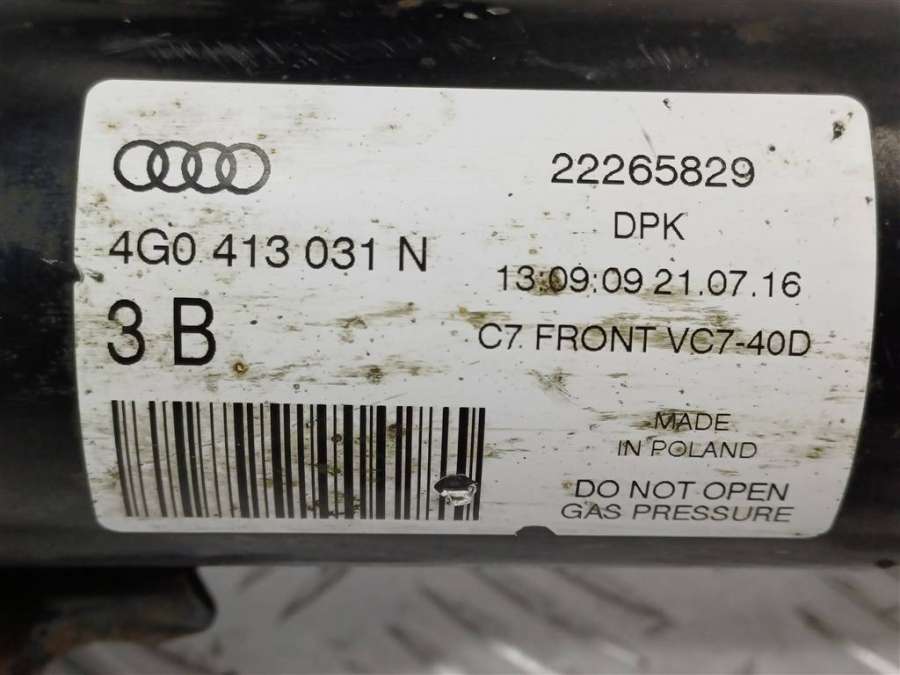 4G0 413 031 N
3 B
22265829
DPK
13:09:09 21.07.16
C7 FRONT VC7-40D
MADE
IN POLAND
DO NOT OPEN
GAS PRESSURE